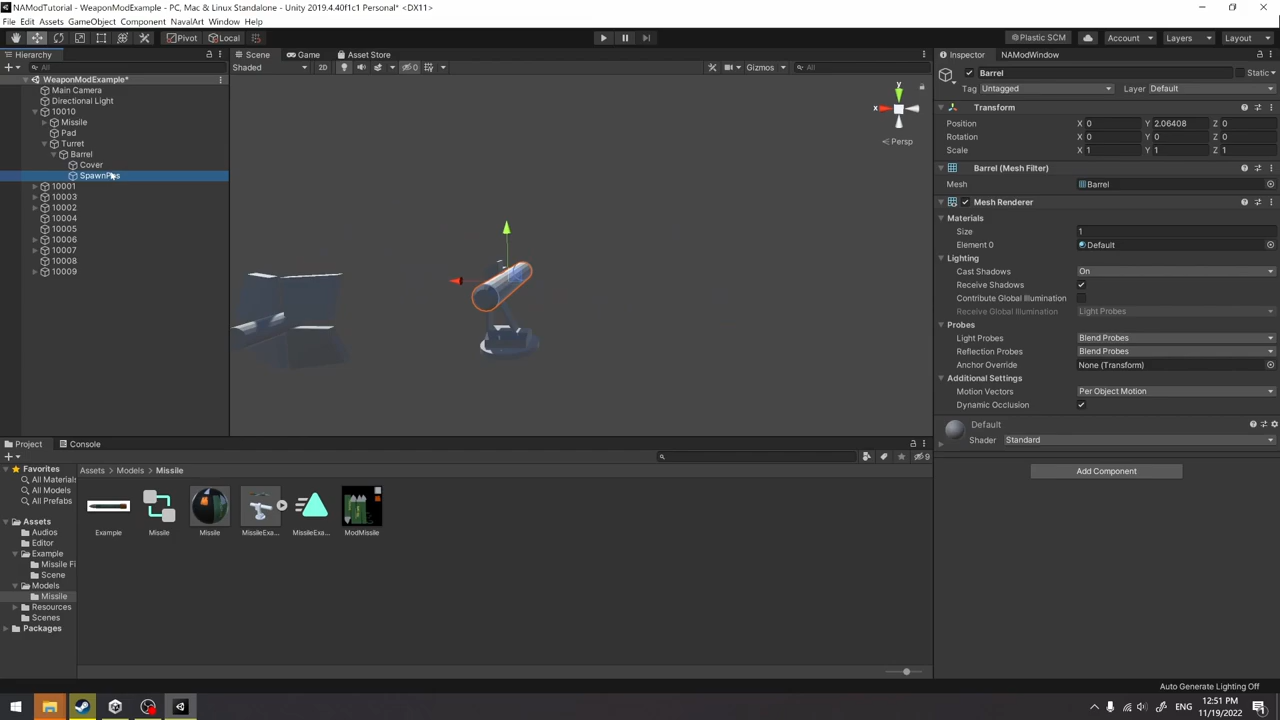 NAModTutorial - WeaponModExample - PC, Mac & Linux Standalone - Unity 2019.4.40f1c1 Personal* <DX11>
File Edit Assets GameObject Component NavalArt Window Help
Pivot Local Plastic SCM Account Layers Layout
Hierarchy Scene Game Asset Store Inspector NAModWindow
All Shaded 2D 0 Gizmos All
WeaponModExample*
Main Camera
Directional Light
10010
Missile
Pad
Turret
Barrel
Cover
10001
10003
10002
10004
10005
10006
10007
10008
10009
y
x
Persp
Barrel Static
Tag Untagged Layer Default
Transform
Position X 0 Y 2.06408 Z 0
Rotation X 0 Y 0 Z 0
Scale X 1 Y 1 Z 1
Barrel (Mesh Filter)
Mesh Barrel
Mesh Renderer
Materials
Size 1
Element 0 Default
Lighting
Cast Shadows On
Receive Shadows
Contribute Global Illumination
Receive Global Illumination Light Probes
Probes
Light Probes Blend Probes
Reflection Probes Blend Probes
Anchor Override None (Transform)
Additional Settings
Motion Vectors Per Object Motion
Dynamic Occlusion
Default
Shader Standard
Add Component
Project Console
9
Favorites
All Materials
All Models
All Prefabs
Assets
Audios
Editor
Example
Missile Fi
Scene
Models
Missile
Resources
Scenes
Packages
Assets Models Missile
Example Missile Missile MissileExa... MissileExa... ModMissile
Auto Generate Lighting Off
ENG 12:51 PM
11/19/2022